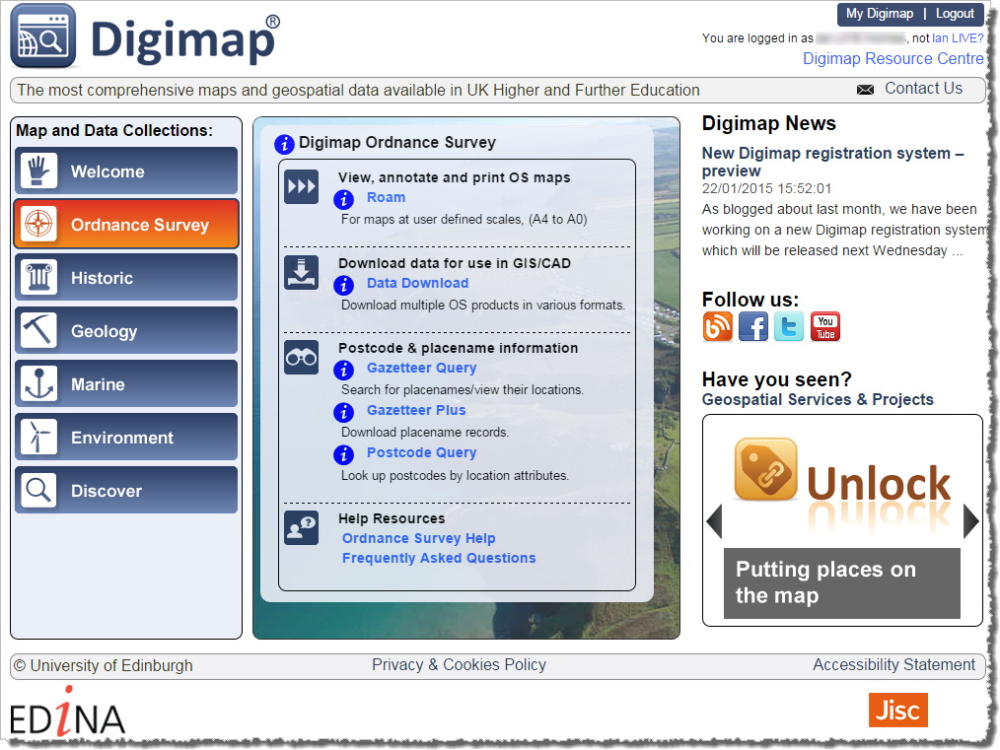 Digimap®
My Digimap | Logout
You are logged in as , not Ian LIVE?
Digimap Resource Centre
The most comprehensive maps and geospatial data available in UK Higher and Further Education
Contact Us
Map and Data Collections:
Welcome
Ordnance Survey
Historic
Geology
Marine
Environment
Discover
i Digimap Ordnance Survey
View, annotate and print OS maps
i Roam
For maps at user defined scales, (A4 to A0)
Download data for use in GIS/CAD
i Data Download
Download multiple OS products in various formats.
Postcode & placename information
i Gazetteer Query
Search for placenames/view their locations.
i Gazetteer Plus
Download placename records.
i Postcode Query
Look up postcodes by location attributes.
?
Help Resources
Ordnance Survey Help
Frequently Asked Questions
Digimap News
New Digimap registration system –
preview
22/01/2015 15:52:01
As blogged about last month, we have been
working on a new Digimap registration system
which will be released next Wednesday ...
Follow us:
b f t You
Tube
Have you seen?
Geospatial Services & Projects
Unlock
Putting places on
the map
© University of Edinburgh
Privacy & Cookies Policy
Accessibility Statement
EDINA
Jisc